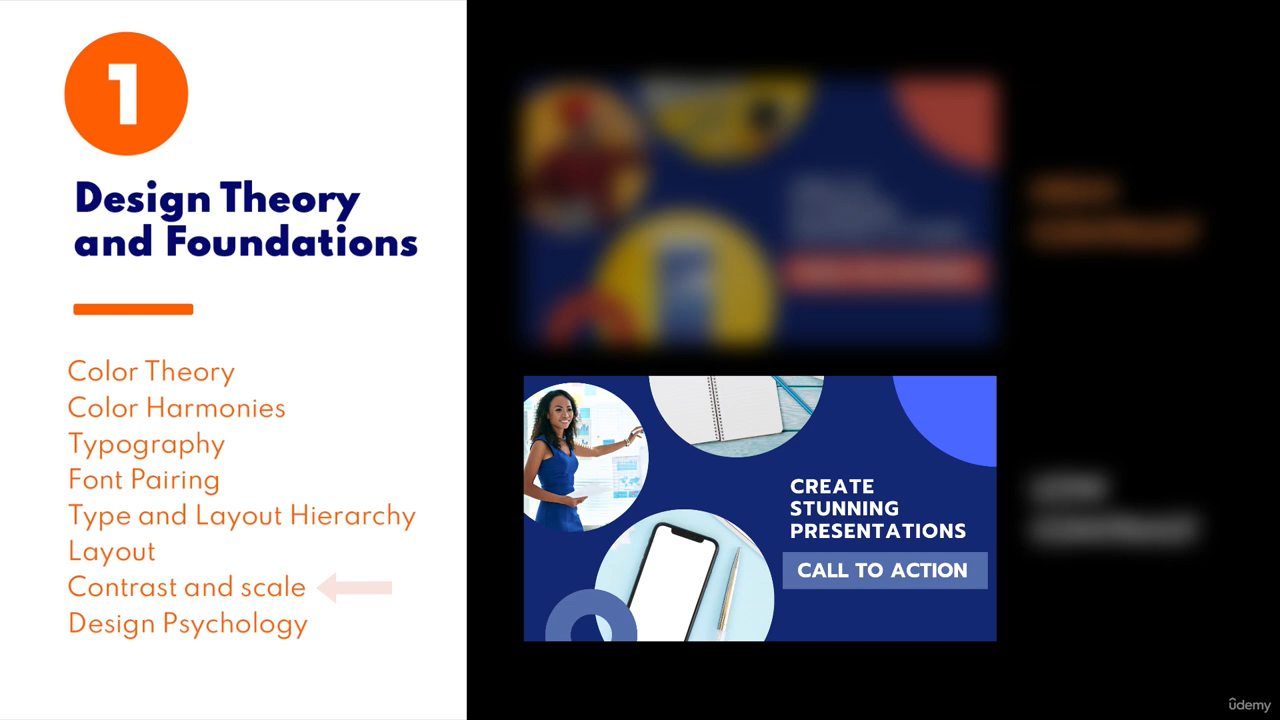 1
Design Theory
and Foundations
Color Theory
Color Harmonies
Typography
Font Pairing
Type and Layout Hierarchy
Layout
Contrast and scale
Design Psychology
CREATE
STUNNING
PRESENTATIONS
CALL TO ACTION
udemy